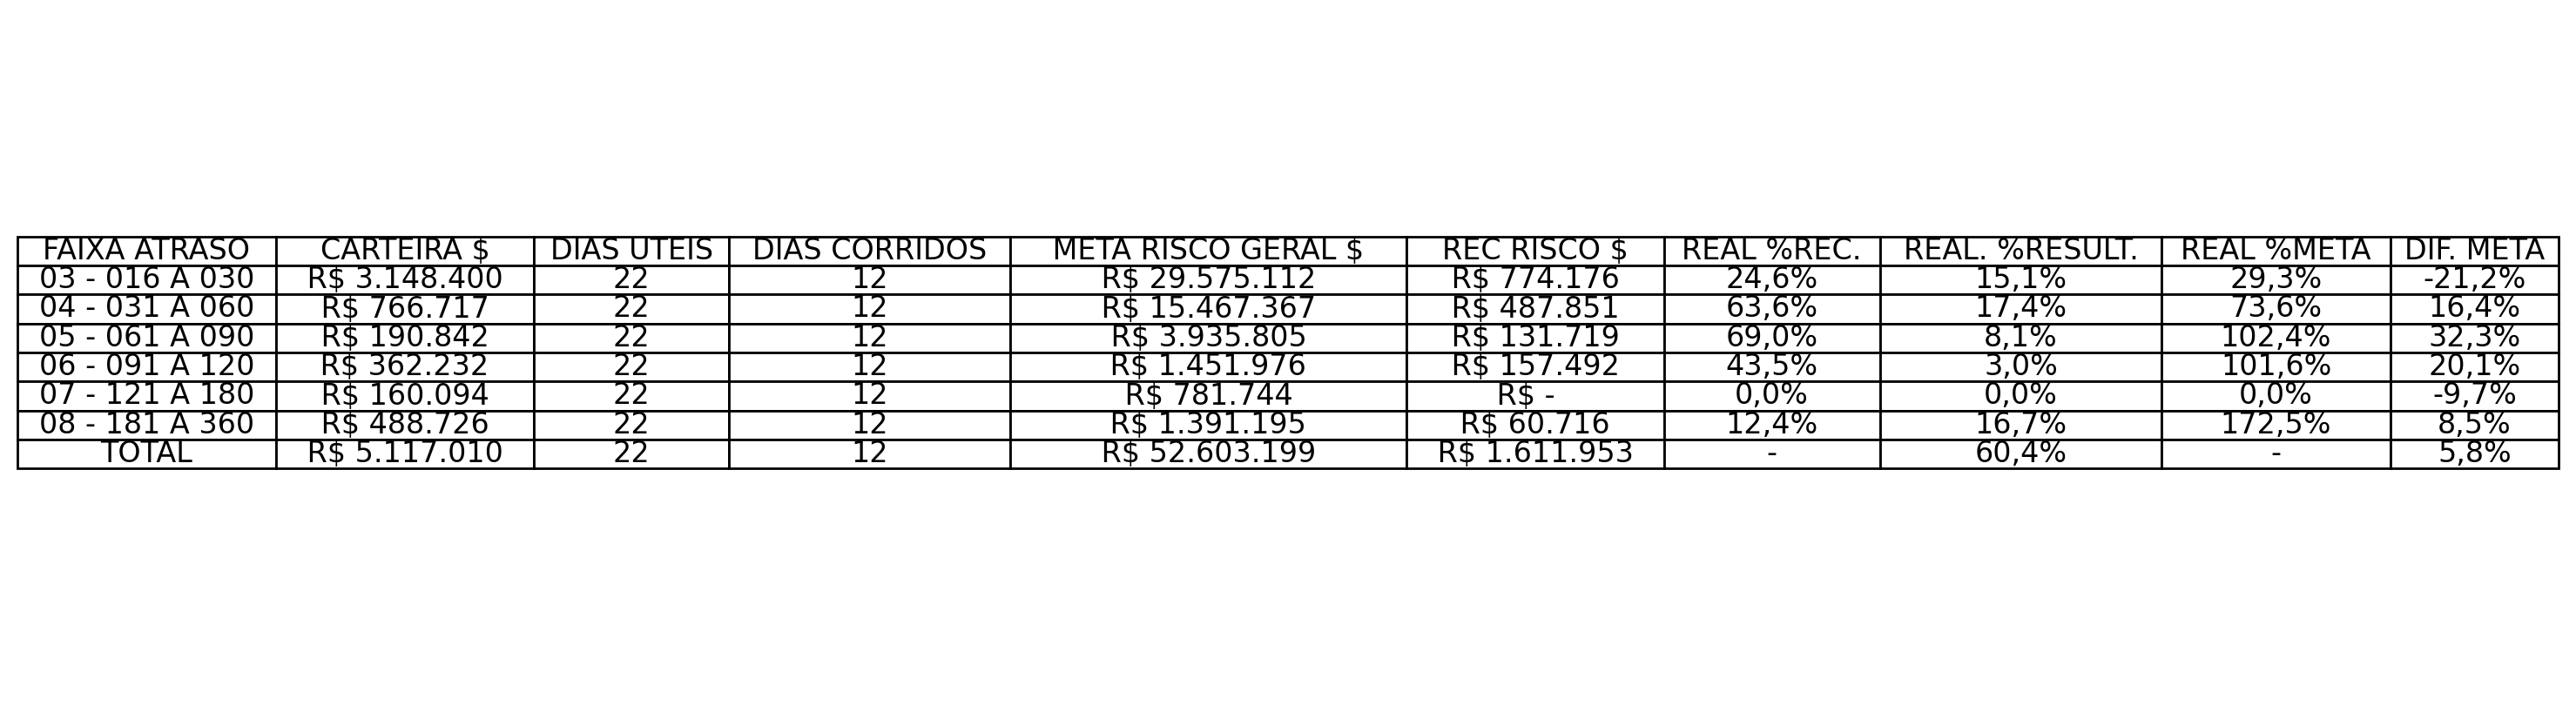 FAIXA ATRASO CARTEIRA $ DIAS UTEIS DIAS CORRIDOS META RISCO GERAL $ REC RISCO $ REAL %REC. REAL. %RESULT. REAL %META DIF. META
03 - 016 A 030 R$ 3.148.400 22 12 R$ 29.575.112 R$ 774.176 24,6% 15,1% 29,3% -21,2%
04 - 031 A 060 R$ 766.717 22 12 R$ 15.467.367 R$ 487.851 63,6% 17,4% 73,6% 16,4%
05 - 061 A 090 R$ 190.842 22 12 R$ 3.935.805 R$ 131.719 69,0% 8,1% 102,4% 32,3%
06 - 091 A 120 R$ 362.232 22 12 R$ 1.451.976 R$ 157.492 43,5% 3,0% 101,6% 20,1%
07 - 121 A 180 R$ 160.094 22 12 R$ 781.744 R$ - 0,0% 0,0% 0,0% -9,7%
08 - 181 A 360 R$ 488.726 22 12 R$ 1.391.195 R$ 60.716 12,4% 16,7% 172,5% 8,5%
TOTAL R$ 5.117.010 22 12 R$ 52.603.199 R$ 1.611.953 - 60,4% - 5,8%